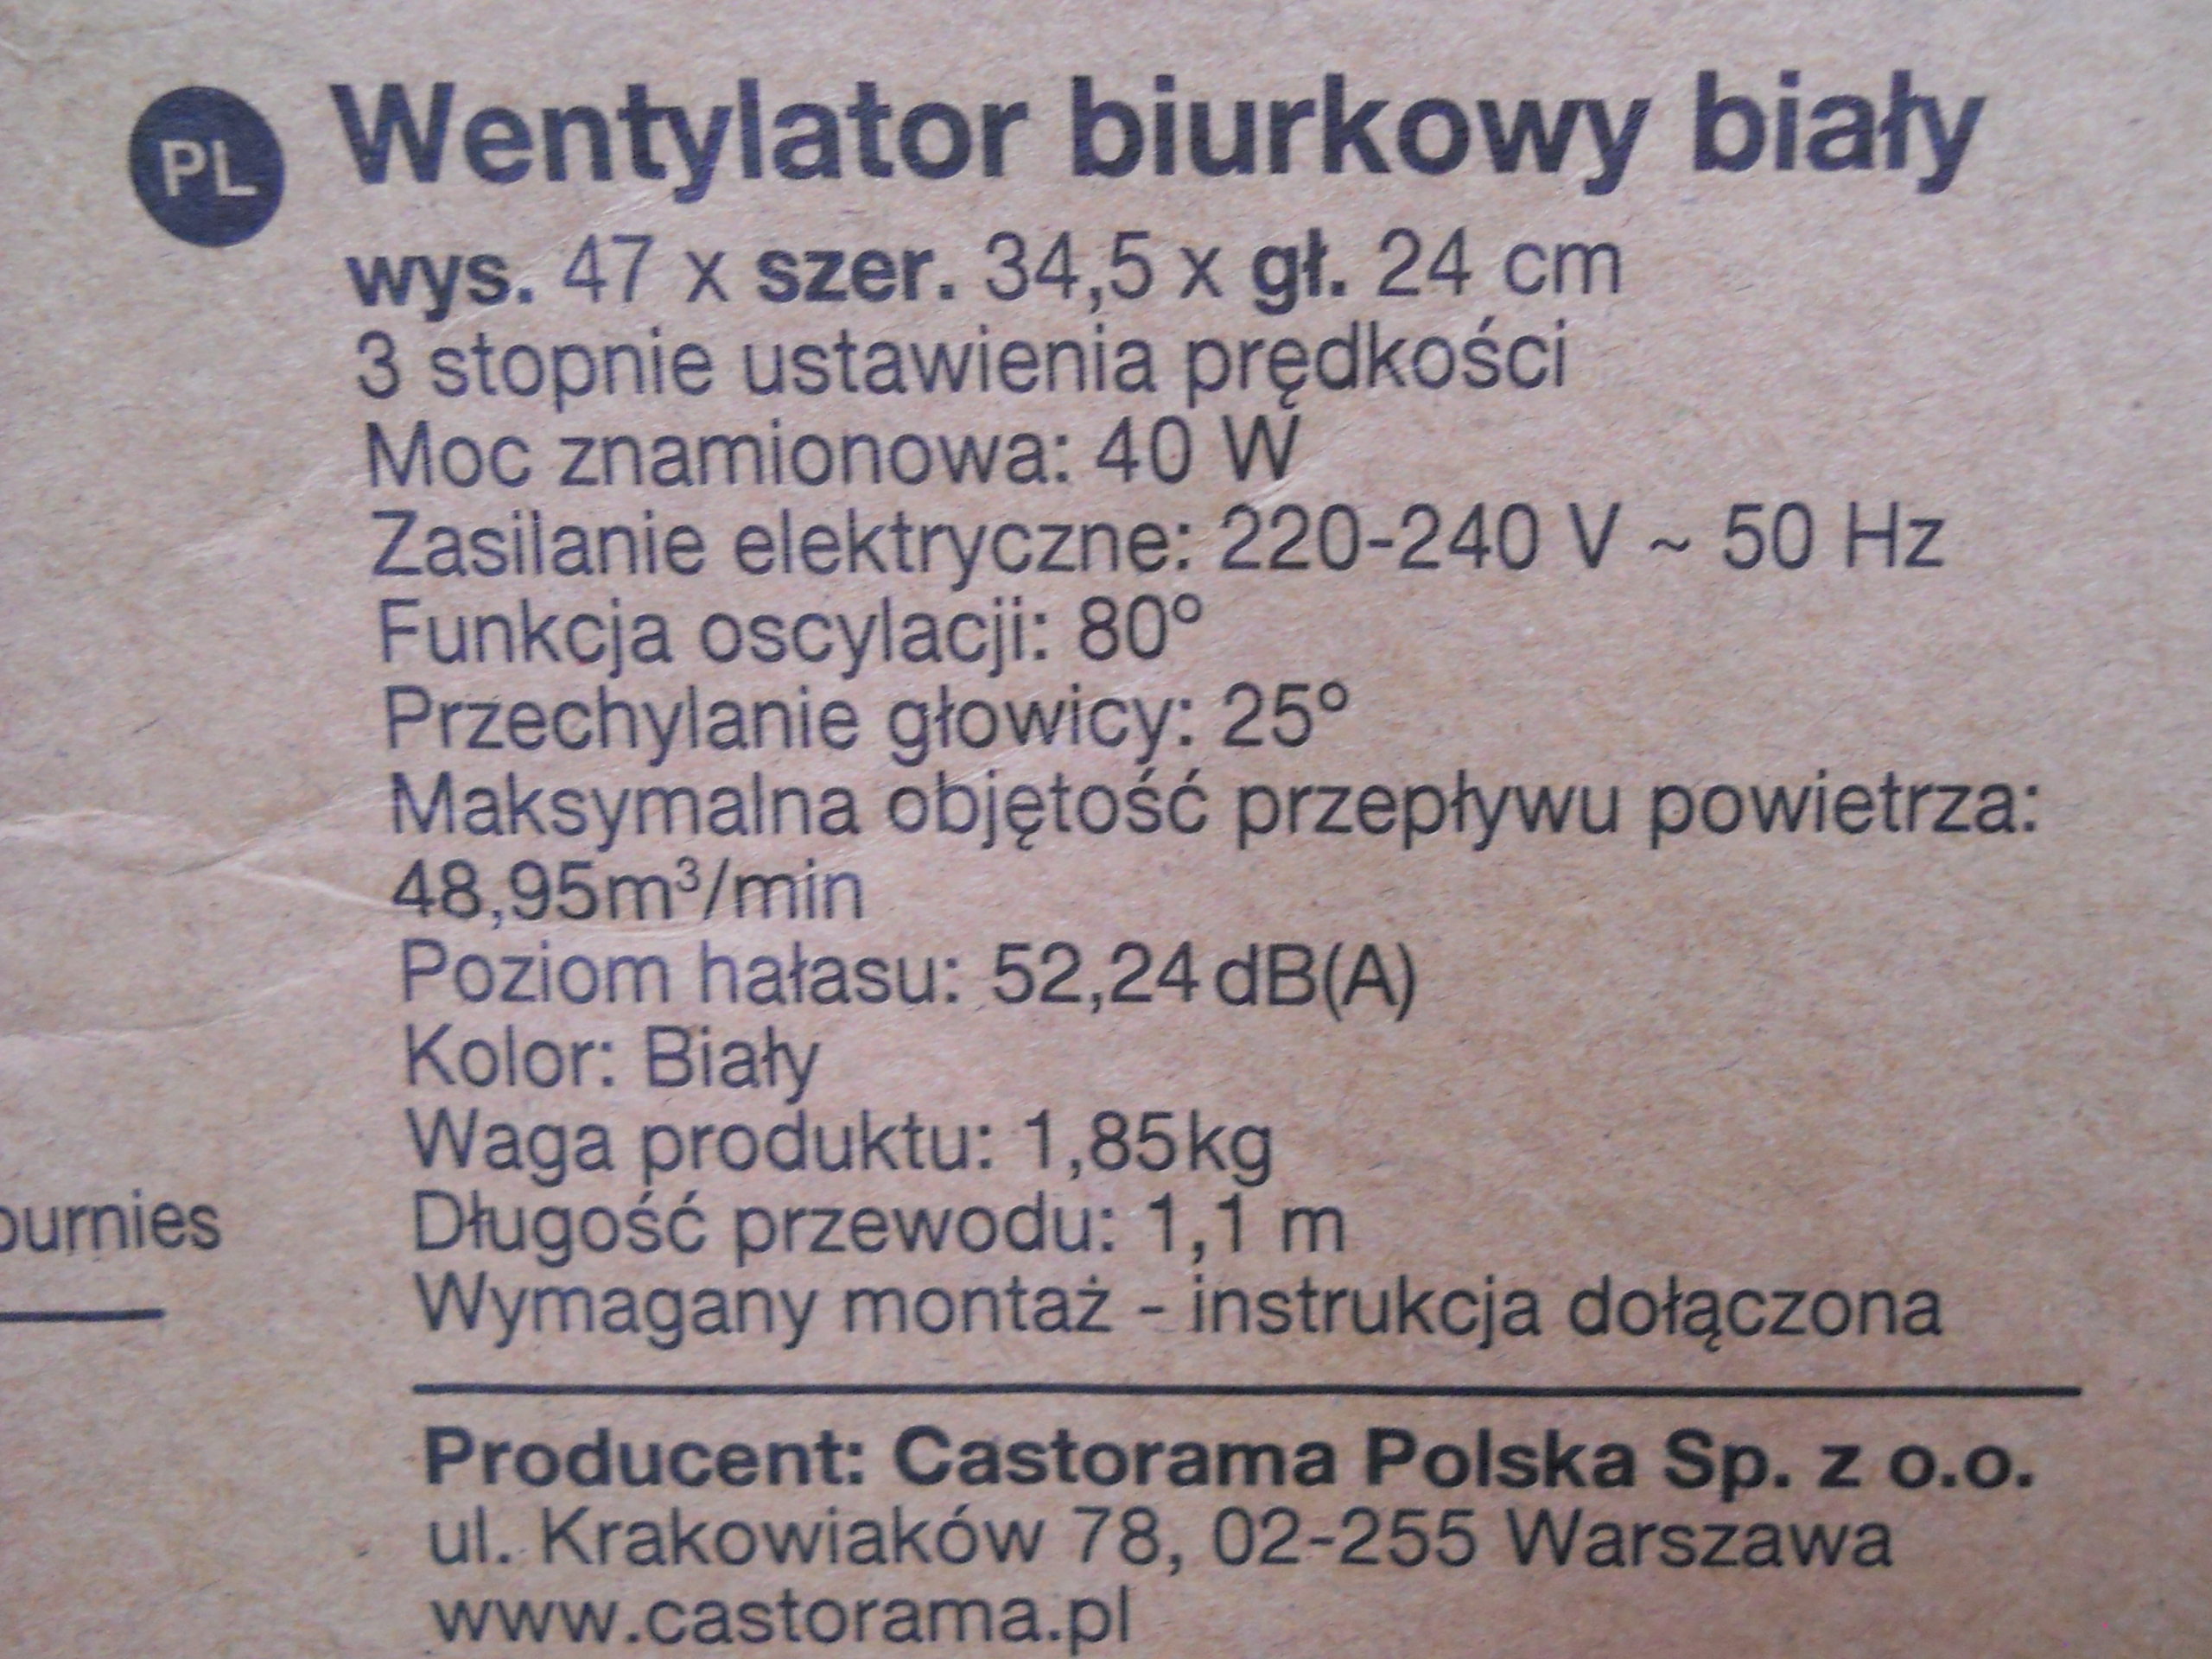 PL
Wentylator biurkowy biały
wys. 47 x szer. 34,5 x gł. 24 cm
3 stopnie ustawienia prędkości
Moc znamionowa: 40 W
Zasilanie elektryczne: 220-240 V ~ 50 Hz
Funkcja oscylacji: 80°
Przechylanie głowicy: 25°
Maksymalna objętość przepływu powietrza:
48,95m³/min
Poziom hałasu: 52,24 dB(A)
Kolor: Biały
Waga produktu: 1,85kg
Długość przewodu: 1,1 m
Wymagany montaż - instrukcja dołączona
Producent: Castorama Polska Sp. z o.o.
ul. Krakowiaków 78, 02-255 Warszawa
www.castorama.pl